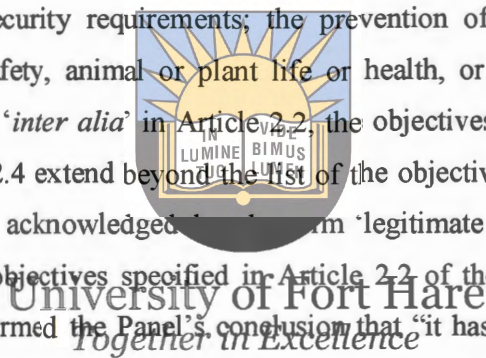 ecurity requirements; the prevention of
fety, animal or plant life or health, or
'inter alia' in Article 2.2, the objectives
IN LUMINE TUO
VIDE BIMUS LUMEN
2.4 extend beyond the list of the objectiv
acknowledged term 'legitimate
objectives specified in Article 2.2 of the
University of Fort Hare
rmed the Panel's conclusion that "it has
Together in Excellence